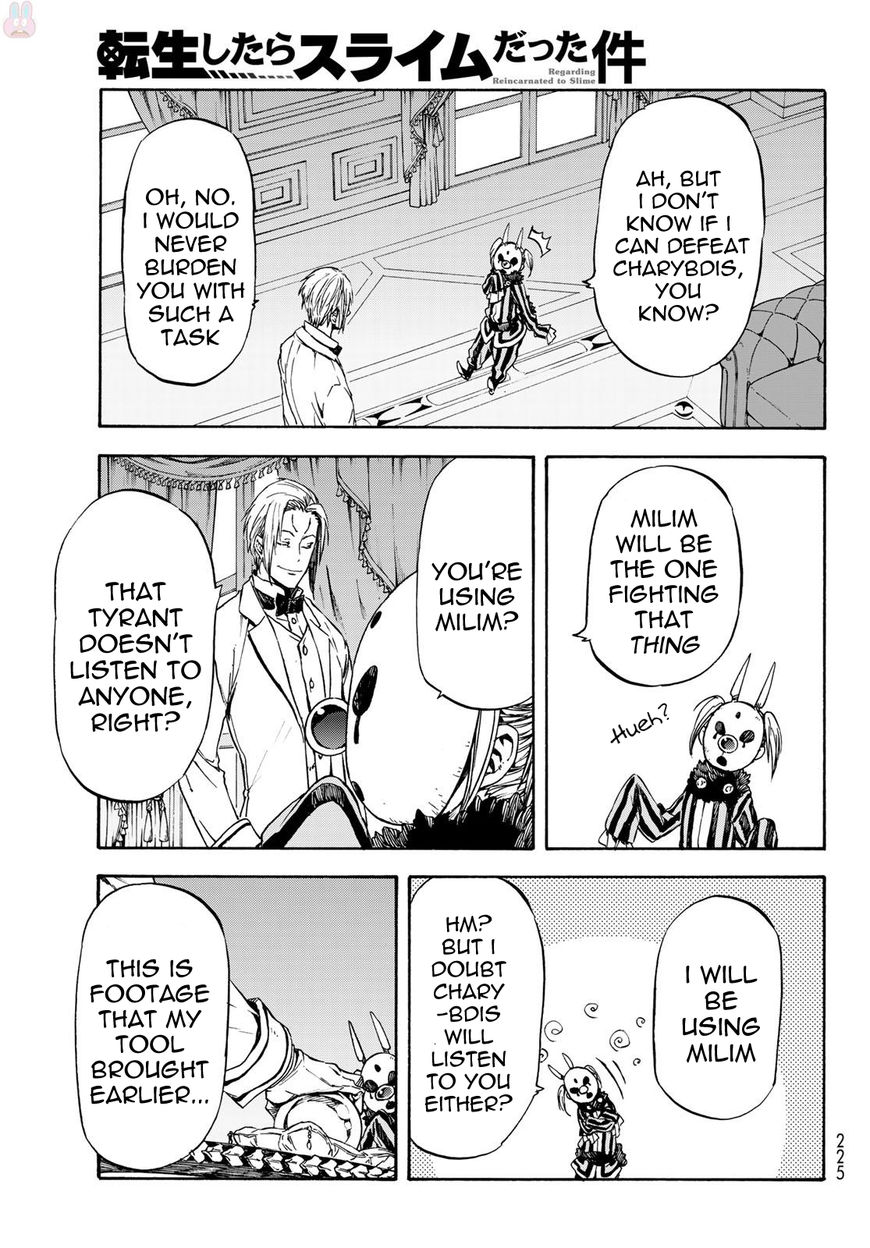 転生したらスライムだった件
Regarding
Reincarnated to Slime
AH, BUT
I DON'T
KNOW IF I
CAN DEFEAT
CHARYBDIS,
YOU
KNOW?
OH, NO.
I WOULD
NEVER
BURDEN
YOU WITH
SUCH A
TASK
MILIM
WILL BE
THE ONE
FIGHTING
THAT
THING
Hueh?
YOU'RE
USING
MILIM?
THAT
TYRANT
DOESN'T
LISTEN TO
ANYONE,
RIGHT?
I WILL
BE
USING
MILIM
HM?
BUT I
DOUBT
CHARY
-BDIS
WILL
LISTEN
TO YOU
EITHER?
THIS IS
FOOTAGE
THAT MY
TOOL
BROUGHT
EARLIER...
225